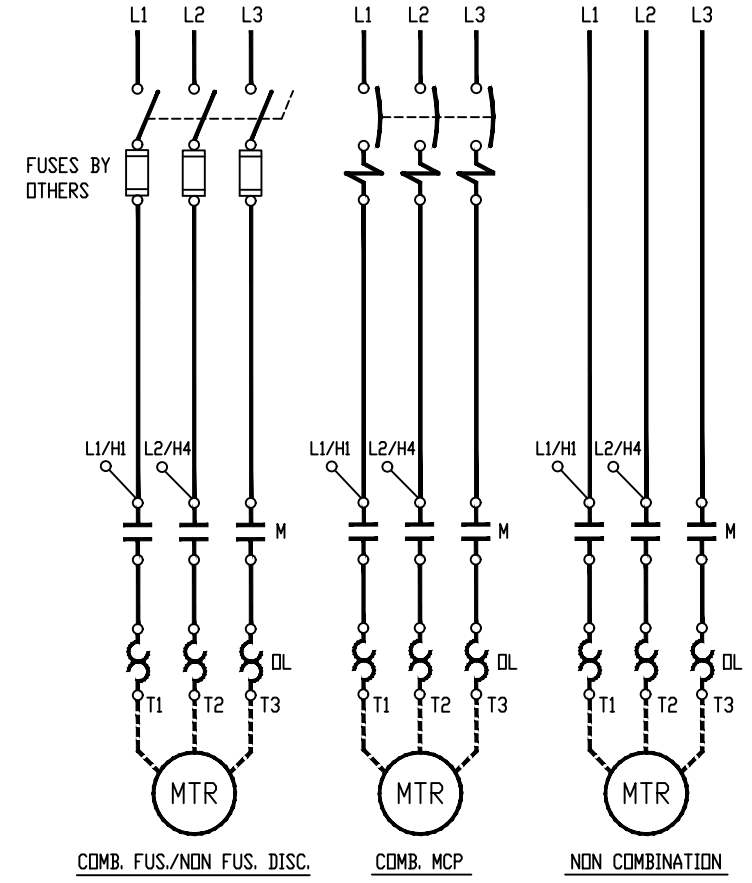 L1 L2 L3 L1 L2 L3 L1 L2 L3
FUSES BY
OTHERS
L1/H1 L2/H4 L1/H1 L2/H4 L1/H1 L2/H4
M M M
OL OL OL
T1 T2 T3 T1 T2 T3 T1 T2 T3
MTR MTR MTR
COMB. FUS./NON FUS. DISC. COMB. MCP NON COMBINATION